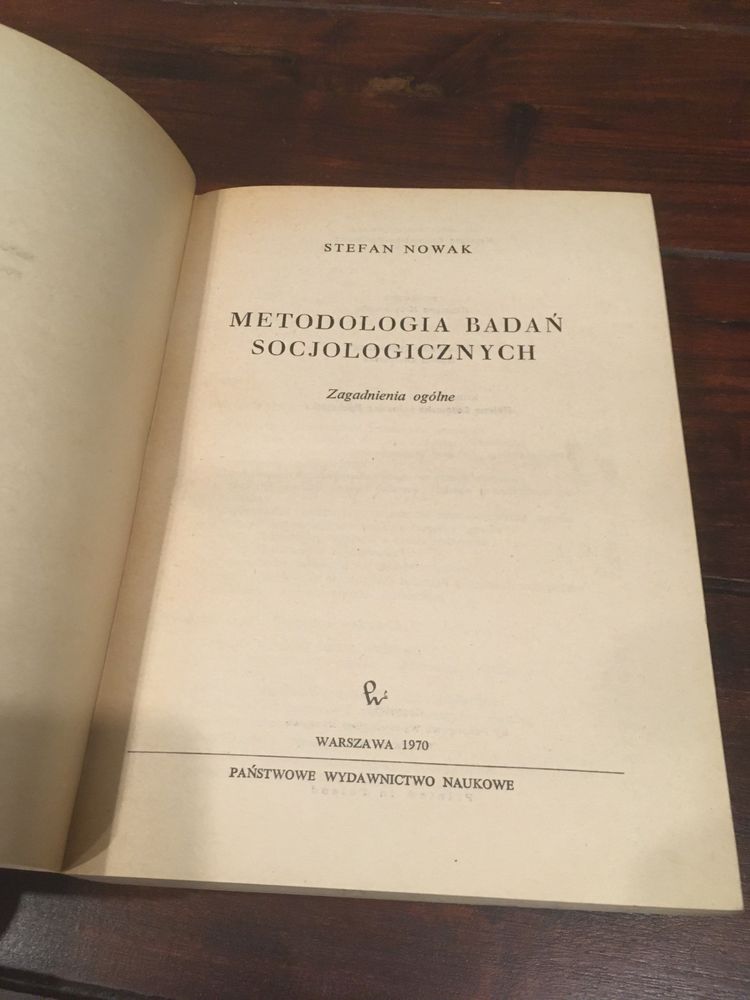 STEFAN NOWAK
METODOLOGIA BADAŃ
SOCJOLOGICZNYCH
Zagadnienia ogólne
WARSZAWA 1970
PAŃSTWOWE WYDAWNICTWO NAUKOWE